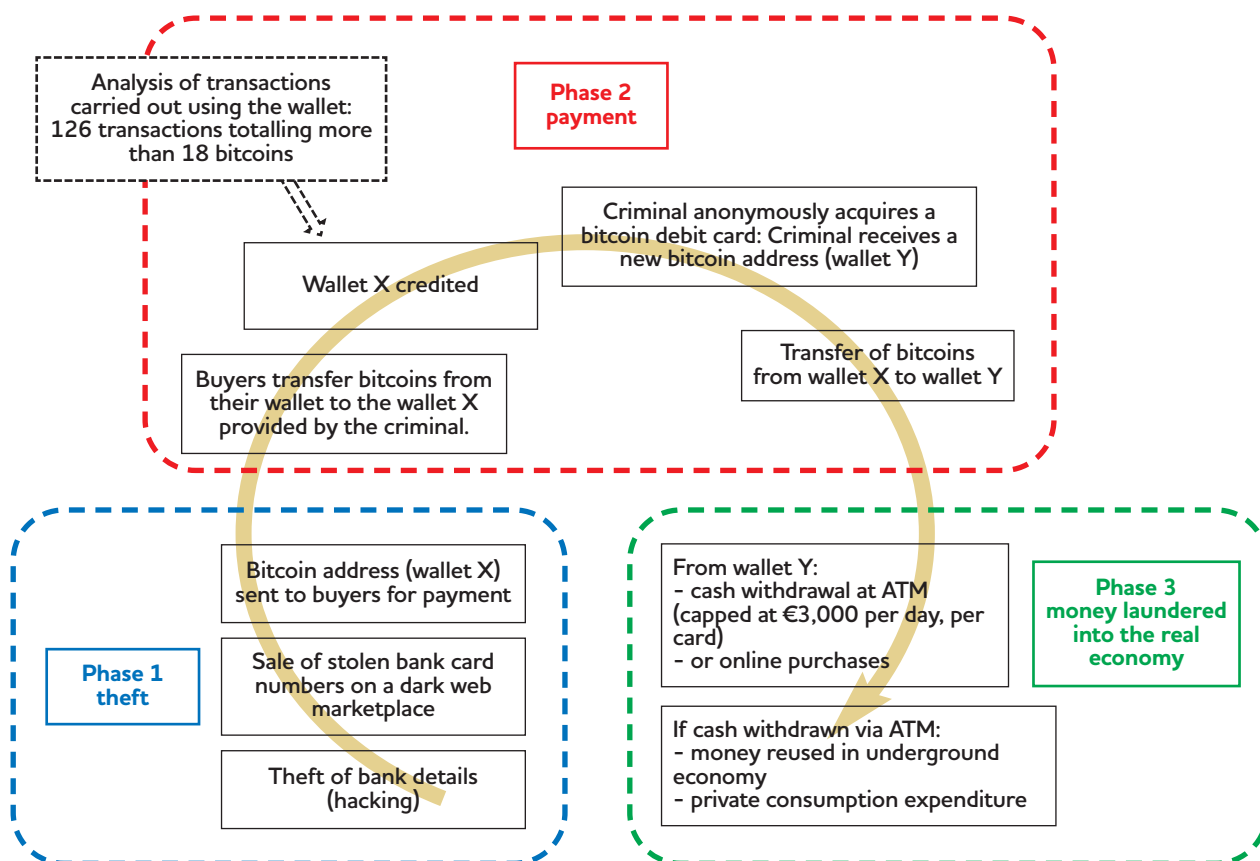 Analysis of transactions
carried out using the wallet:
126 transactions totalling more
than 18 bitcoins
Phase 2
payment
Criminal anonymously acquires a
bitcoin debit card: Criminal receives a
new bitcoin address (wallet Y)
Wallet X credited
Transfer of bitcoins
from wallet X to wallet Y
Buyers transfer bitcoins from
their wallet to the wallet X
provided by the criminal.
Bitcoin address (wallet X)
sent to buyers for payment
Phase 1
theft
Sale of stolen bank card
numbers on a dark web
marketplace
Theft of bank details
(hacking)
From wallet Y:
- cash withdrawal at ATM
(capped at €3,000 per day, per
card)
- or online purchases
Phase 3
money laundered
into the real
economy
If cash withdrawn via ATM:
- money reused in underground
economy
- private consumption expenditure